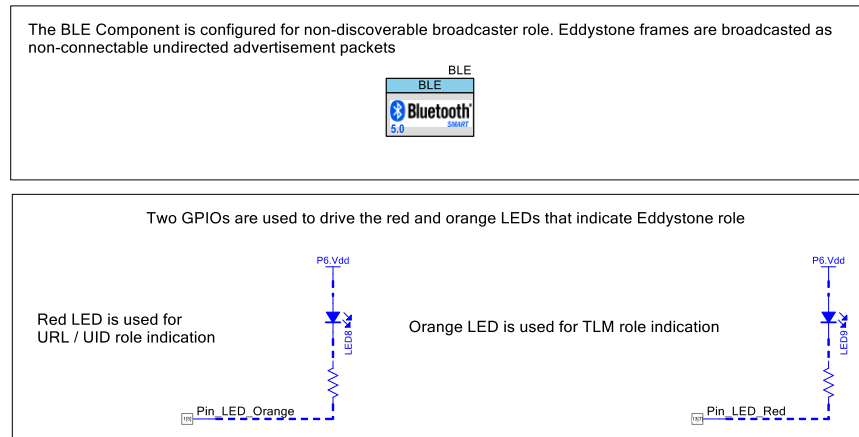 The BLE Component is configured for non-discoverable broadcaster role. Eddystone frames are broadcasted as
non-connectable undirected advertisement packets
BLE
BLE
Bluetooth
SMART
5.0
Two GPIOs are used to drive the red and orange LEDs that indicate Eddystone role
P6.Vdd
P6.Vdd
Red LED is used for
URL / UID role indication
LED8
Orange LED is used for TLM role indication
LED9
Pin_LED_Orange
Pin_LED_Red